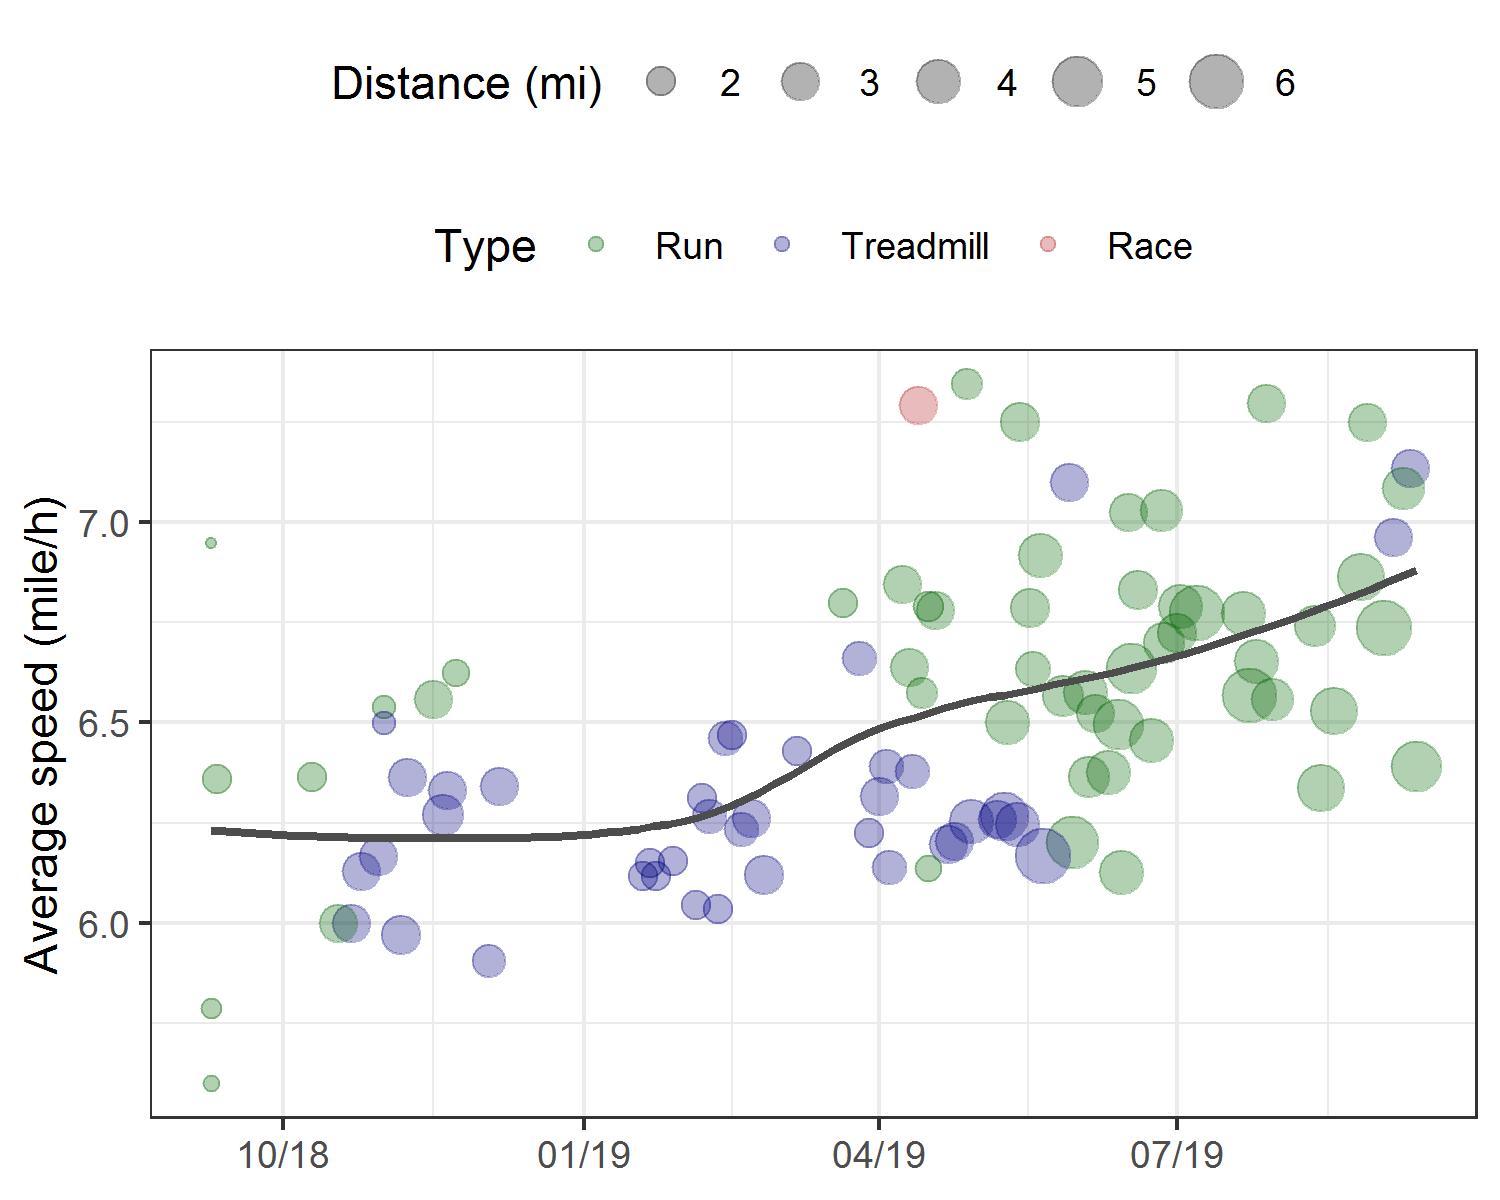 Distance (mi) 2 3 4 5 6
Type Run Treadmill Race
Average speed (mile/h)
7.0
6.5
6.0
10/18 01/19 04/19 07/19